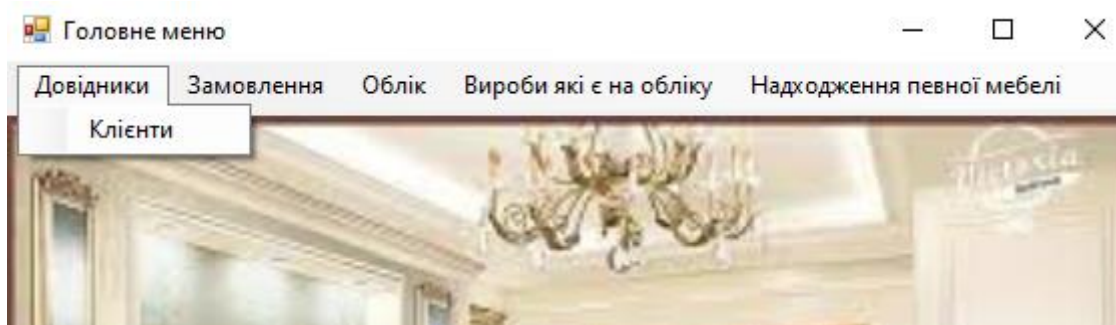 Головне меню
Довідники Замовлення Облік Вироби які є на обліку Надходження певної мебелі
Клієнти